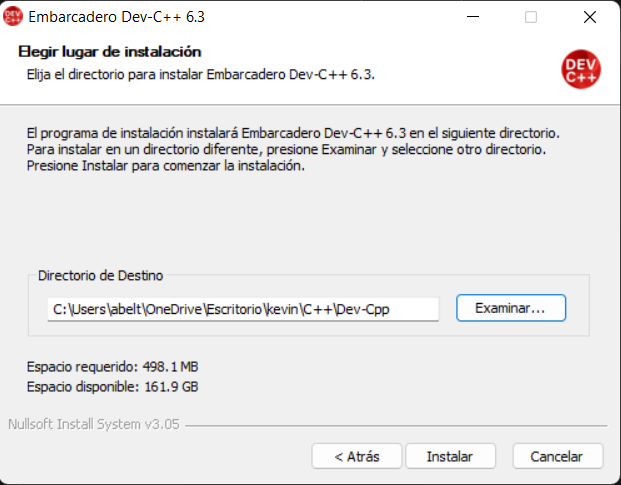 Embarcadero Dev-C++ 6.3
Elegir lugar de instalación
Elija el directorio para instalar Embarcadero Dev-C++ 6.3.
DEV
C++
El programa de instalación instalará Embarcadero Dev-C++ 6.3 en el siguiente directorio.
Para instalar en un directorio diferente, presione Examinar y seleccione otro directorio.
Presione Instalar para comenzar la instalación.
Directorio de Destino
C:\Users\abelt\OneDrive\Escritorio\kevin\C++\Dev-Cpp
Examinar...
Espacio requerido: 498.1 MB
Espacio disponible: 161.9 GB
Nullsoft Install System v3.05
< Atrás
Instalar
Cancelar